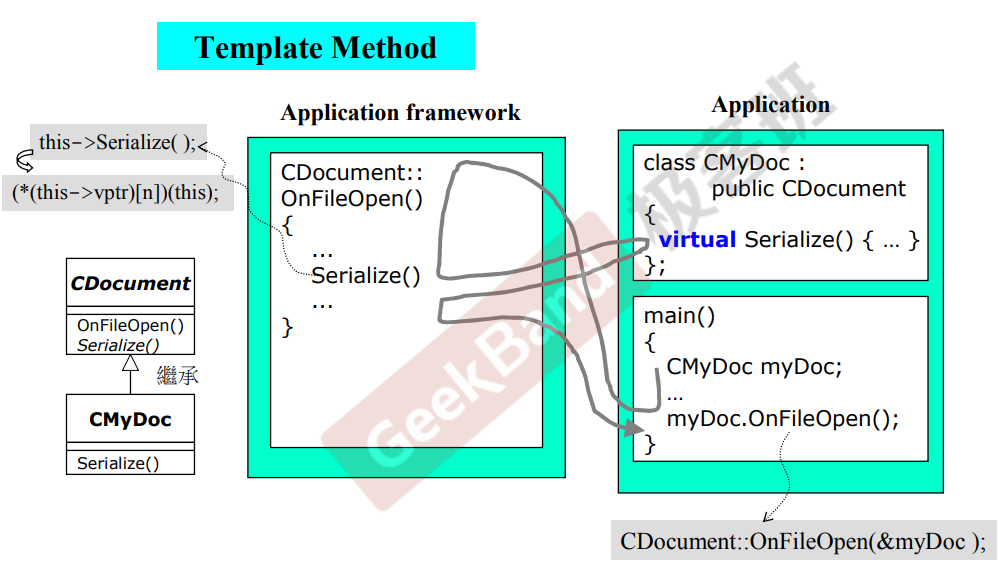 Template Method
Application framework
Application
this->Serialize( );
(*(this->vptr)[n])(this);
CDocument::
OnFileOpen()
{
...
Serialize()
...
}
class CMyDoc :
public CDocument
{
virtual Serialize() { ... }
};
main()
{
CMyDoc myDoc;
...
myDoc.OnFileOpen();
}
CDocument
OnFileOpen()
Serialize()
繼承
CMyDoc
Serialize()
CDocument::OnFileOpen(&myDoc );
GeekBand 极客班